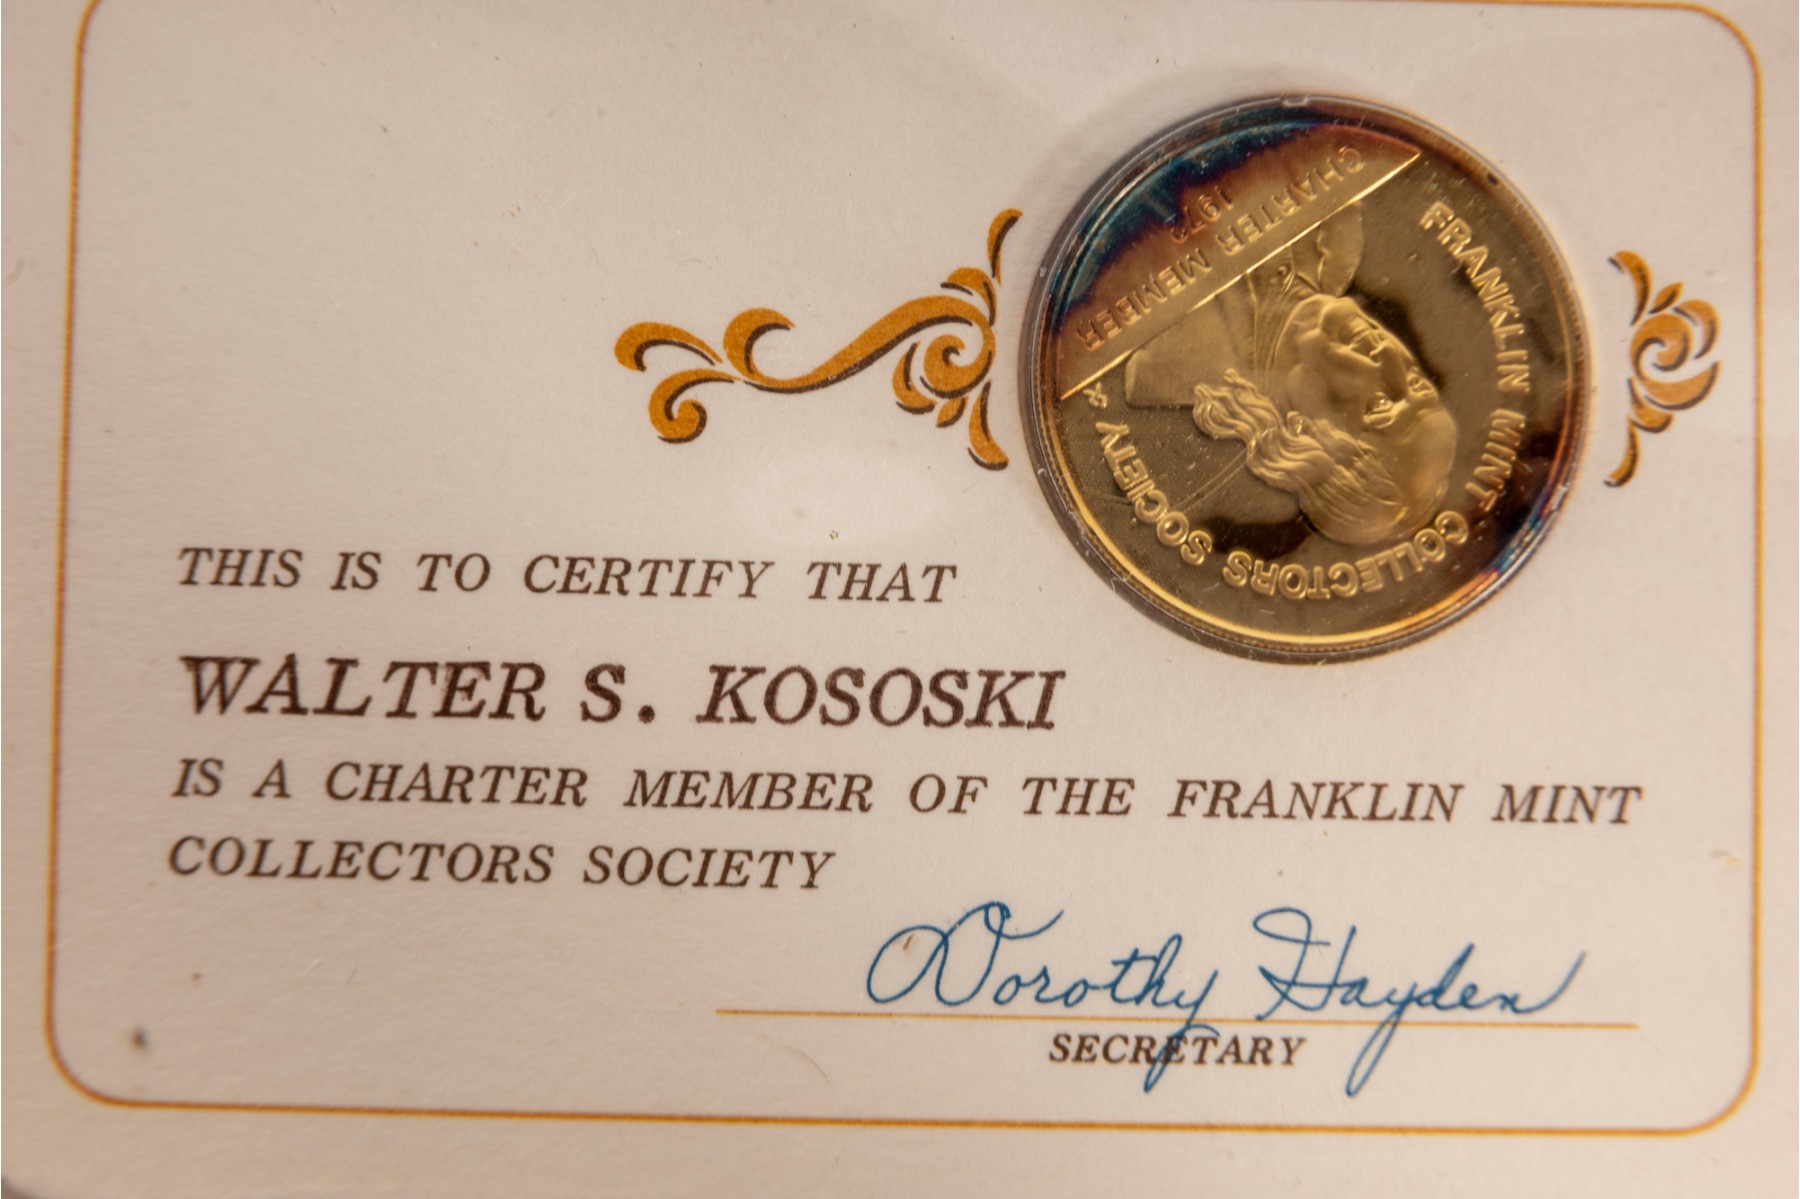 FRANKLIN MINT COLLECTORS SOCIETY
CHARTER MEMBER
1973
THIS IS TO CERTIFY THAT
WALTER S. KOSOSKI
IS A CHARTER MEMBER OF THE FRANKLIN MINT
COLLECTORS SOCIETY
Dorothy Hayden
SECRETARY